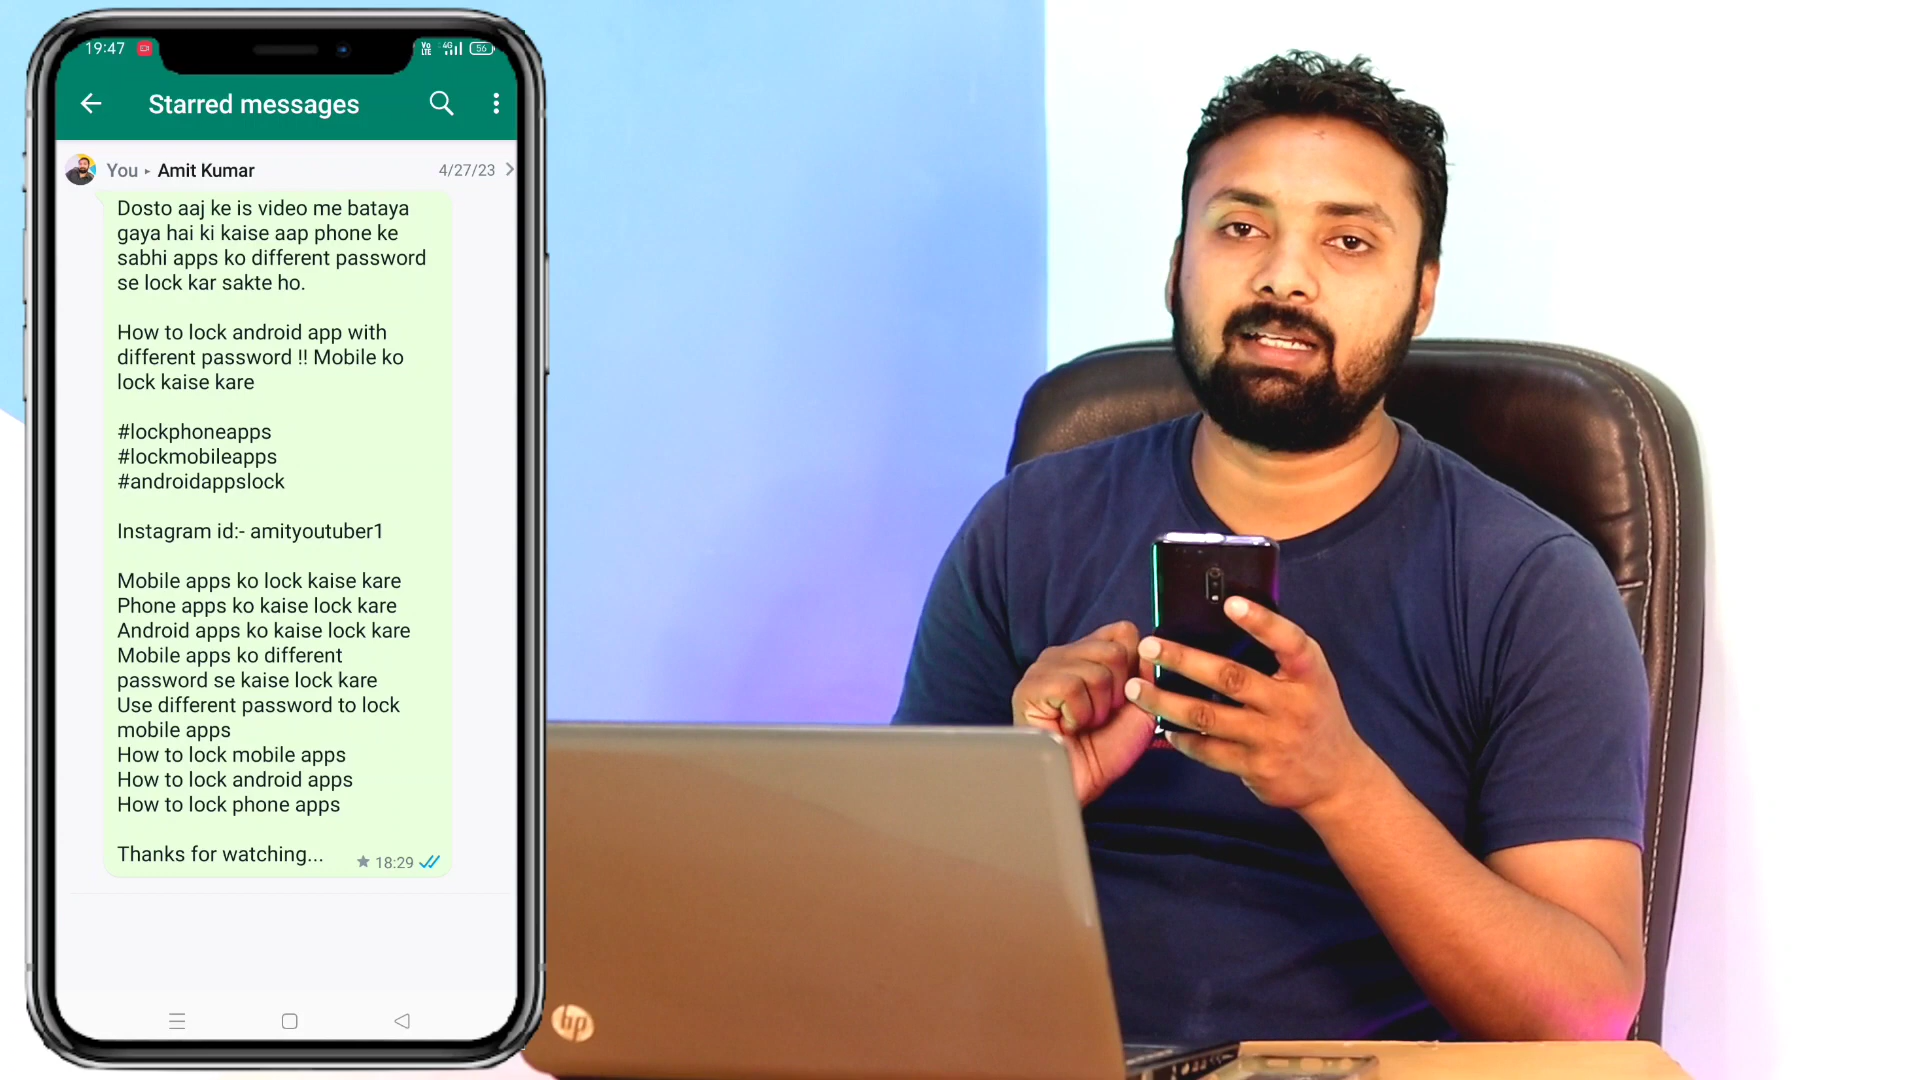 19:47
Vo LTE 4G 56
Starred messages
You ▸ Amit Kumar 4/27/23
Dosto aaj ke is video me bataya
gaya hai ki kaise aap phone ke
sabhi apps ko different password
se lock kar sakte ho.
How to lock android app with
different password !! Mobile ko
lock kaise kare
#lockphoneapps
#lockmobileapps
#androidappslock
Instagram id:- amityoutuber1
Mobile apps ko lock kaise kare
Phone apps ko kaise lock kare
Android apps ko kaise lock kare
Mobile apps ko different
password se kaise lock kare
Use different password to lock
mobile apps
How to lock mobile apps
How to lock android apps
How to lock phone apps
Thanks for watching...
18:29
hp